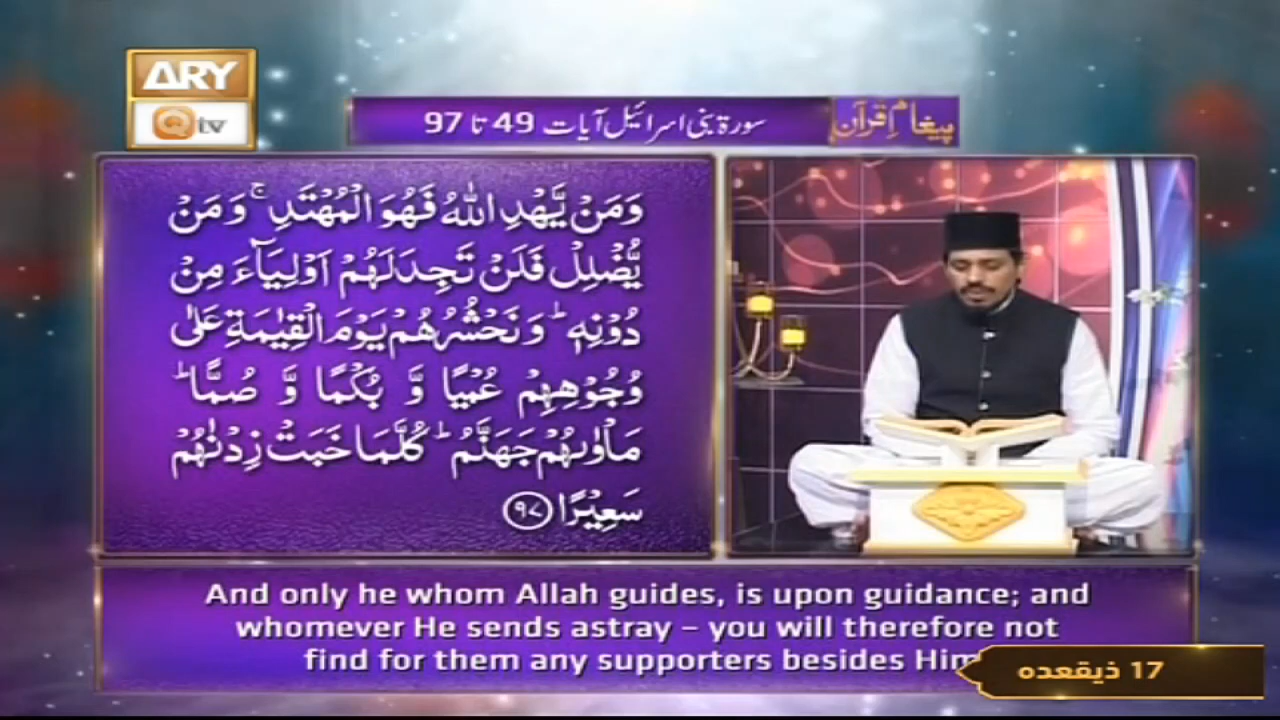 ARY
Qtv
پیغامِ قرآن
سورۃ بنی اسرائیل آیات 49 تا 97
وَمَنْ يَّهْدِ اللّٰهُ فَهُوَ الْمُهْتَدِ ۚ وَمَنْ
يُّضْلِلْ فَلَنْ تَجِدَ لَهُمْ اَوْلِيَآءَ مِنْ
دُوْنِهٖ ؕ وَنَحْشُرُهُمْ يَوْمَ الْقِيٰمَةِ عَلٰى
وُجُوْهِهِمْ عُمْيًا وَّ بُكْمًا وَّ صُمًّا ؕ
مَاْوٰىهُمْ جَهَنَّمُ ؕ كُلَّمَا خَبَتْ زِدْنٰهُمْ
سَعِيْرًا ۹۷
And only he whom Allah guides, is upon guidance; and
whomever He sends astray – you will therefore not
find for them any supporters besides Him
17 ذیقعدہ